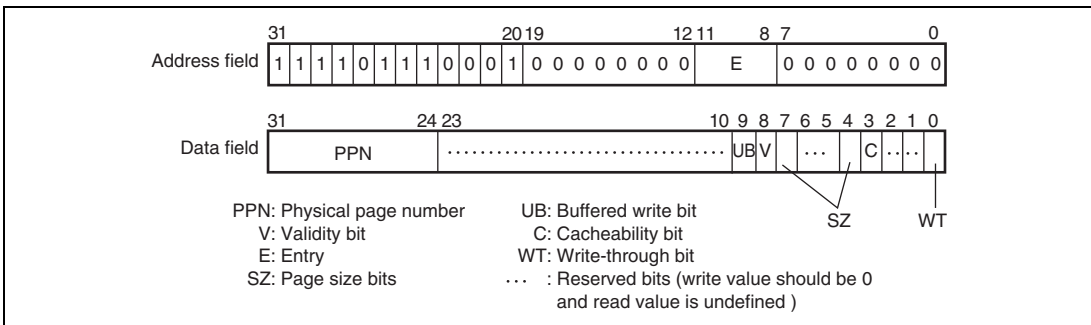 31 20 19 12 11 8 7 0
Address field 1 1 1 1 0 1 1 1 0 0 0 1 0 0 0 0 0 0 0 0 E 0 0 0 0 0 0 0 0
31 24 23 10 9 8 7 6 5 4 3 2 1 0
Data field PPN ................................. UB V ... C .. ..
SZ WT
PPN: Physical page number UB: Buffered write bit
V: Validity bit C: Cacheability bit
E: Entry WT: Write-through bit
SZ: Page size bits ... : Reserved bits (write value should be 0
and read value is undefined )